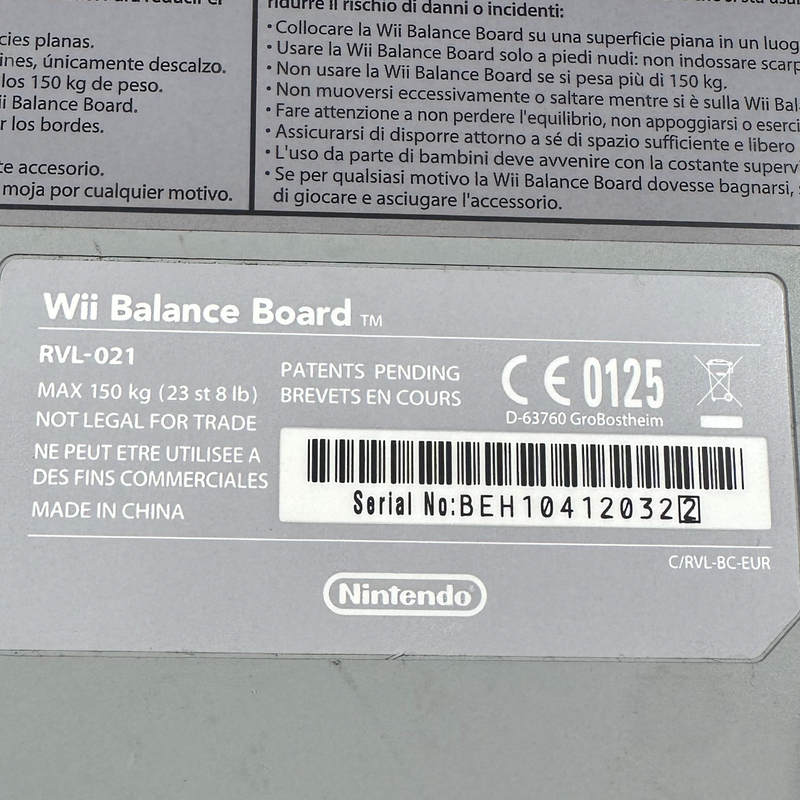 cies planas.
ines, únicamente descalzo.
los 150 kg de peso.
ii Balance Board.
r los bordes.
te accesorio.
moja por cualquier motivo.
ridurre il rischio di danni o incidenti:
• Collocare la Wii Balance Board su una superficie piana in un luog
• Usare la Wii Balance Board solo a piedi nudi: non indossare scarp
• Non usare la Wii Balance Board se si pesa più di 150 kg.
• Non muoversi eccessivamente o saltare mentre si è sulla Wii Bala
• Fare attenzione a non perdere l'equilibrio, non appoggiarsi o eserci
• Assicurarsi di disporre attorno a sé di spazio sufficiente e libero
• L'uso da parte di bambini deve avvenire con la costante supervi
• Se per qualsiasi motivo la Wii Balance Board dovesse bagnarsi, s
di giocare e asciugare l'accessorio.
Wii Balance Board TM
RVL-021
MAX 150 kg (23 st 8 lb)
NOT LEGAL FOR TRADE
NE PEUT ETRE UTILISEE A
DES FINS COMMERCIALES
MADE IN CHINA
PATENTS PENDING
BREVETS EN COURS
CE 0125
D-63760 GroBostheim
Serial No:BEH104120322
C/RVL-BC-EUR
Nintendo